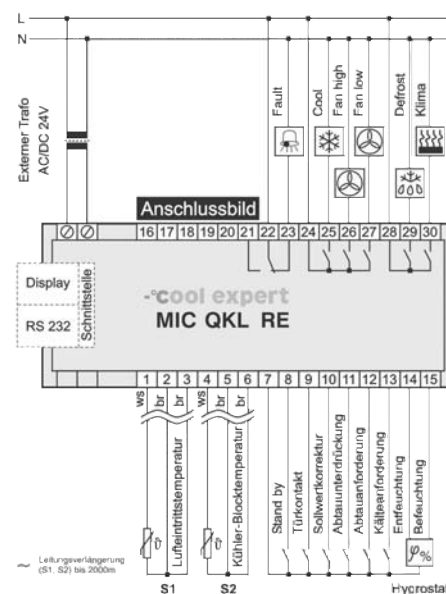 L
N
Externer Trafo
AC/DC 24V
Fault
Cool
Fan high
Fan low
Defrost
Klima
Anschlussbild
16 17 18 19 20 21 22 23 24 25 26 27 28 29 30
Display
RS 232
Schnittstelle
-°cool expert
MIC QKL RE
1 2 3 4 5 6 7 8 9 10 11 12 13 14 15
ws
br
br
ws
br
br
Lufteintrittstemperatur
Kühler-Blocktemperatur
Stand by
Türkontakt
Sollwertkorrektur
Abtauunterdrückung
Abtauanforderung
Kälteanforderung
Entfeuchtung
Befeuchtung
ϑ
ϑ
φ%
~ Leitungsverlängerung
(S1, S2) bis 2000m
S1
S2
Hygrostat